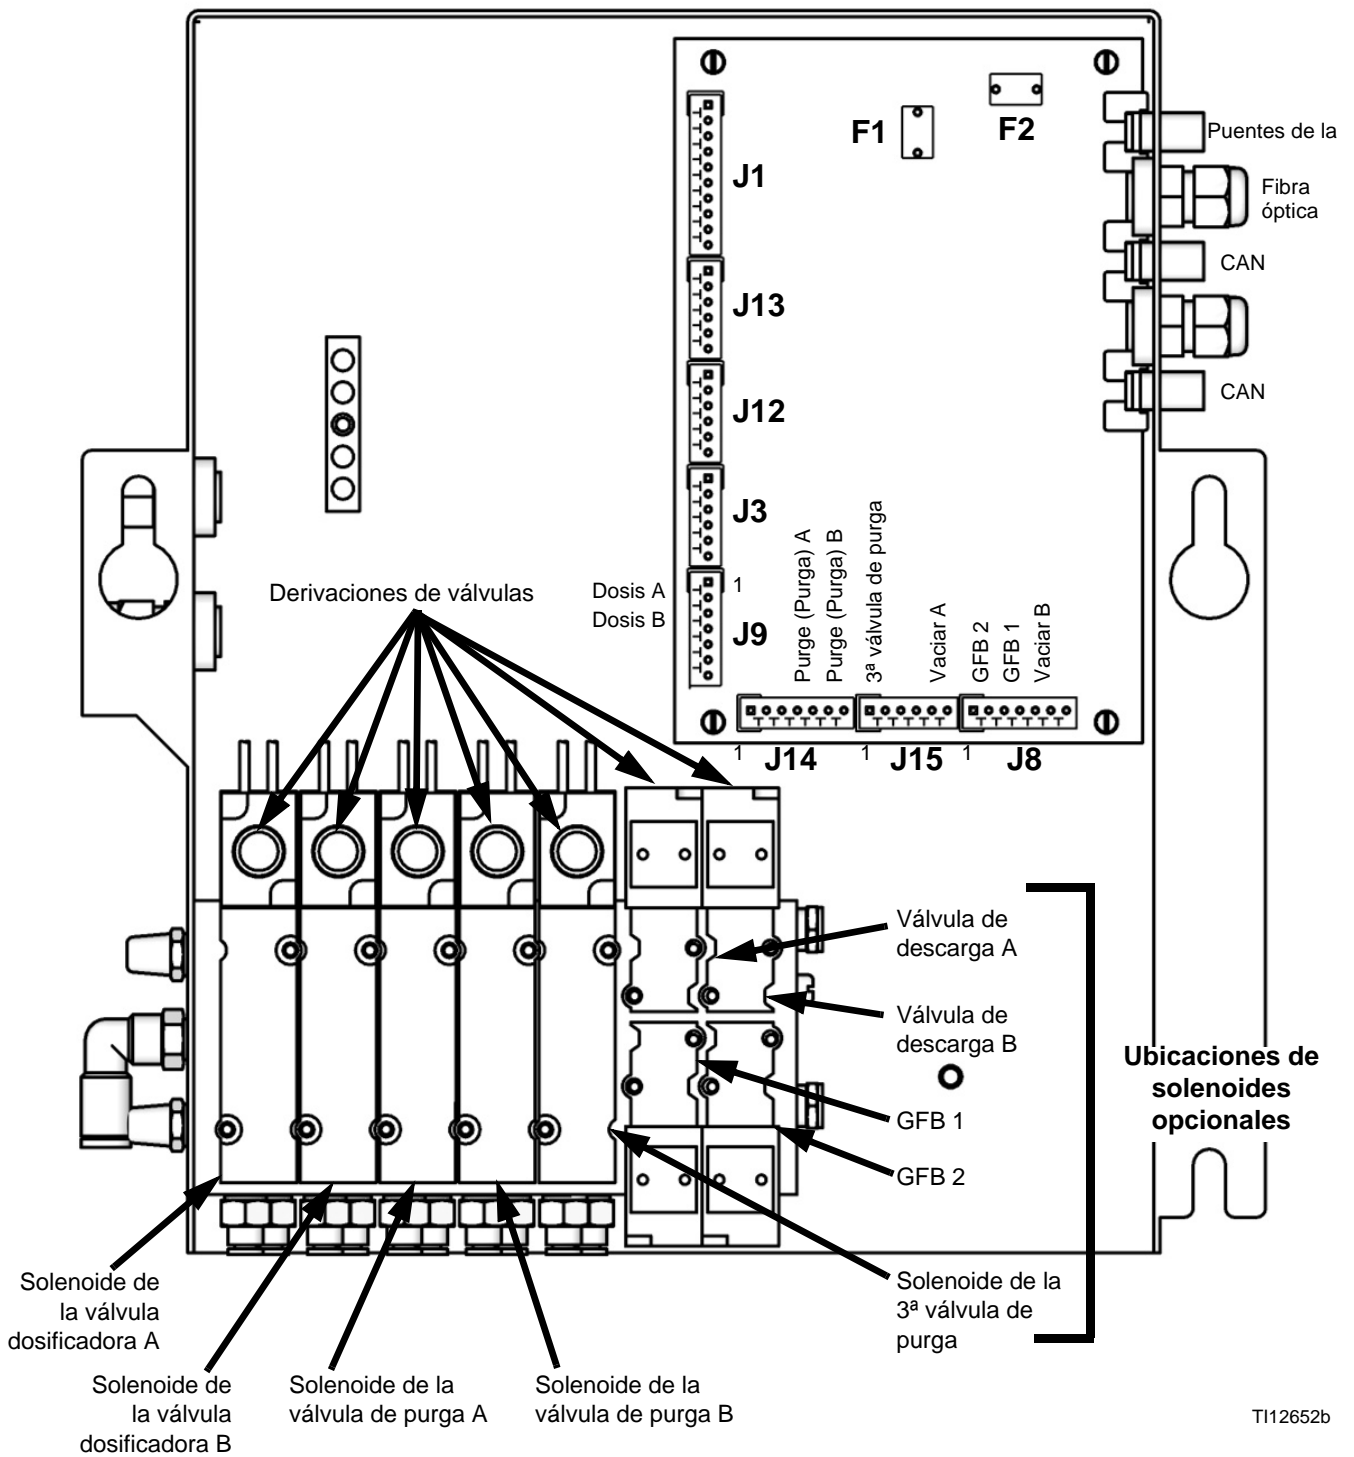 F1
F2
Puentes de la
J1
Fibra
óptica
CAN
J13
J12
CAN
J3
Purge (Purga) A
Purge (Purga) B
3ª válvula de purga
Vaciar A
GFB 2
GFB 1
Vaciar B
Derivaciones de válvulas
Dosis A
Dosis B
1
J9
1
J14
1
J15
1
J8
Válvula de
descarga A
Válvula de
descarga B
Ubicaciones de
solenoides
opcionales
GFB 1
GFB 2
Solenoide de
la válvula
dosificadora A
Solenoide de la
3ª válvula de
purga
Solenoide de
la válvula
dosificadora B
Solenoide de la
válvula de purga A
Solenoide de la
válvula de purga B
TI12652b